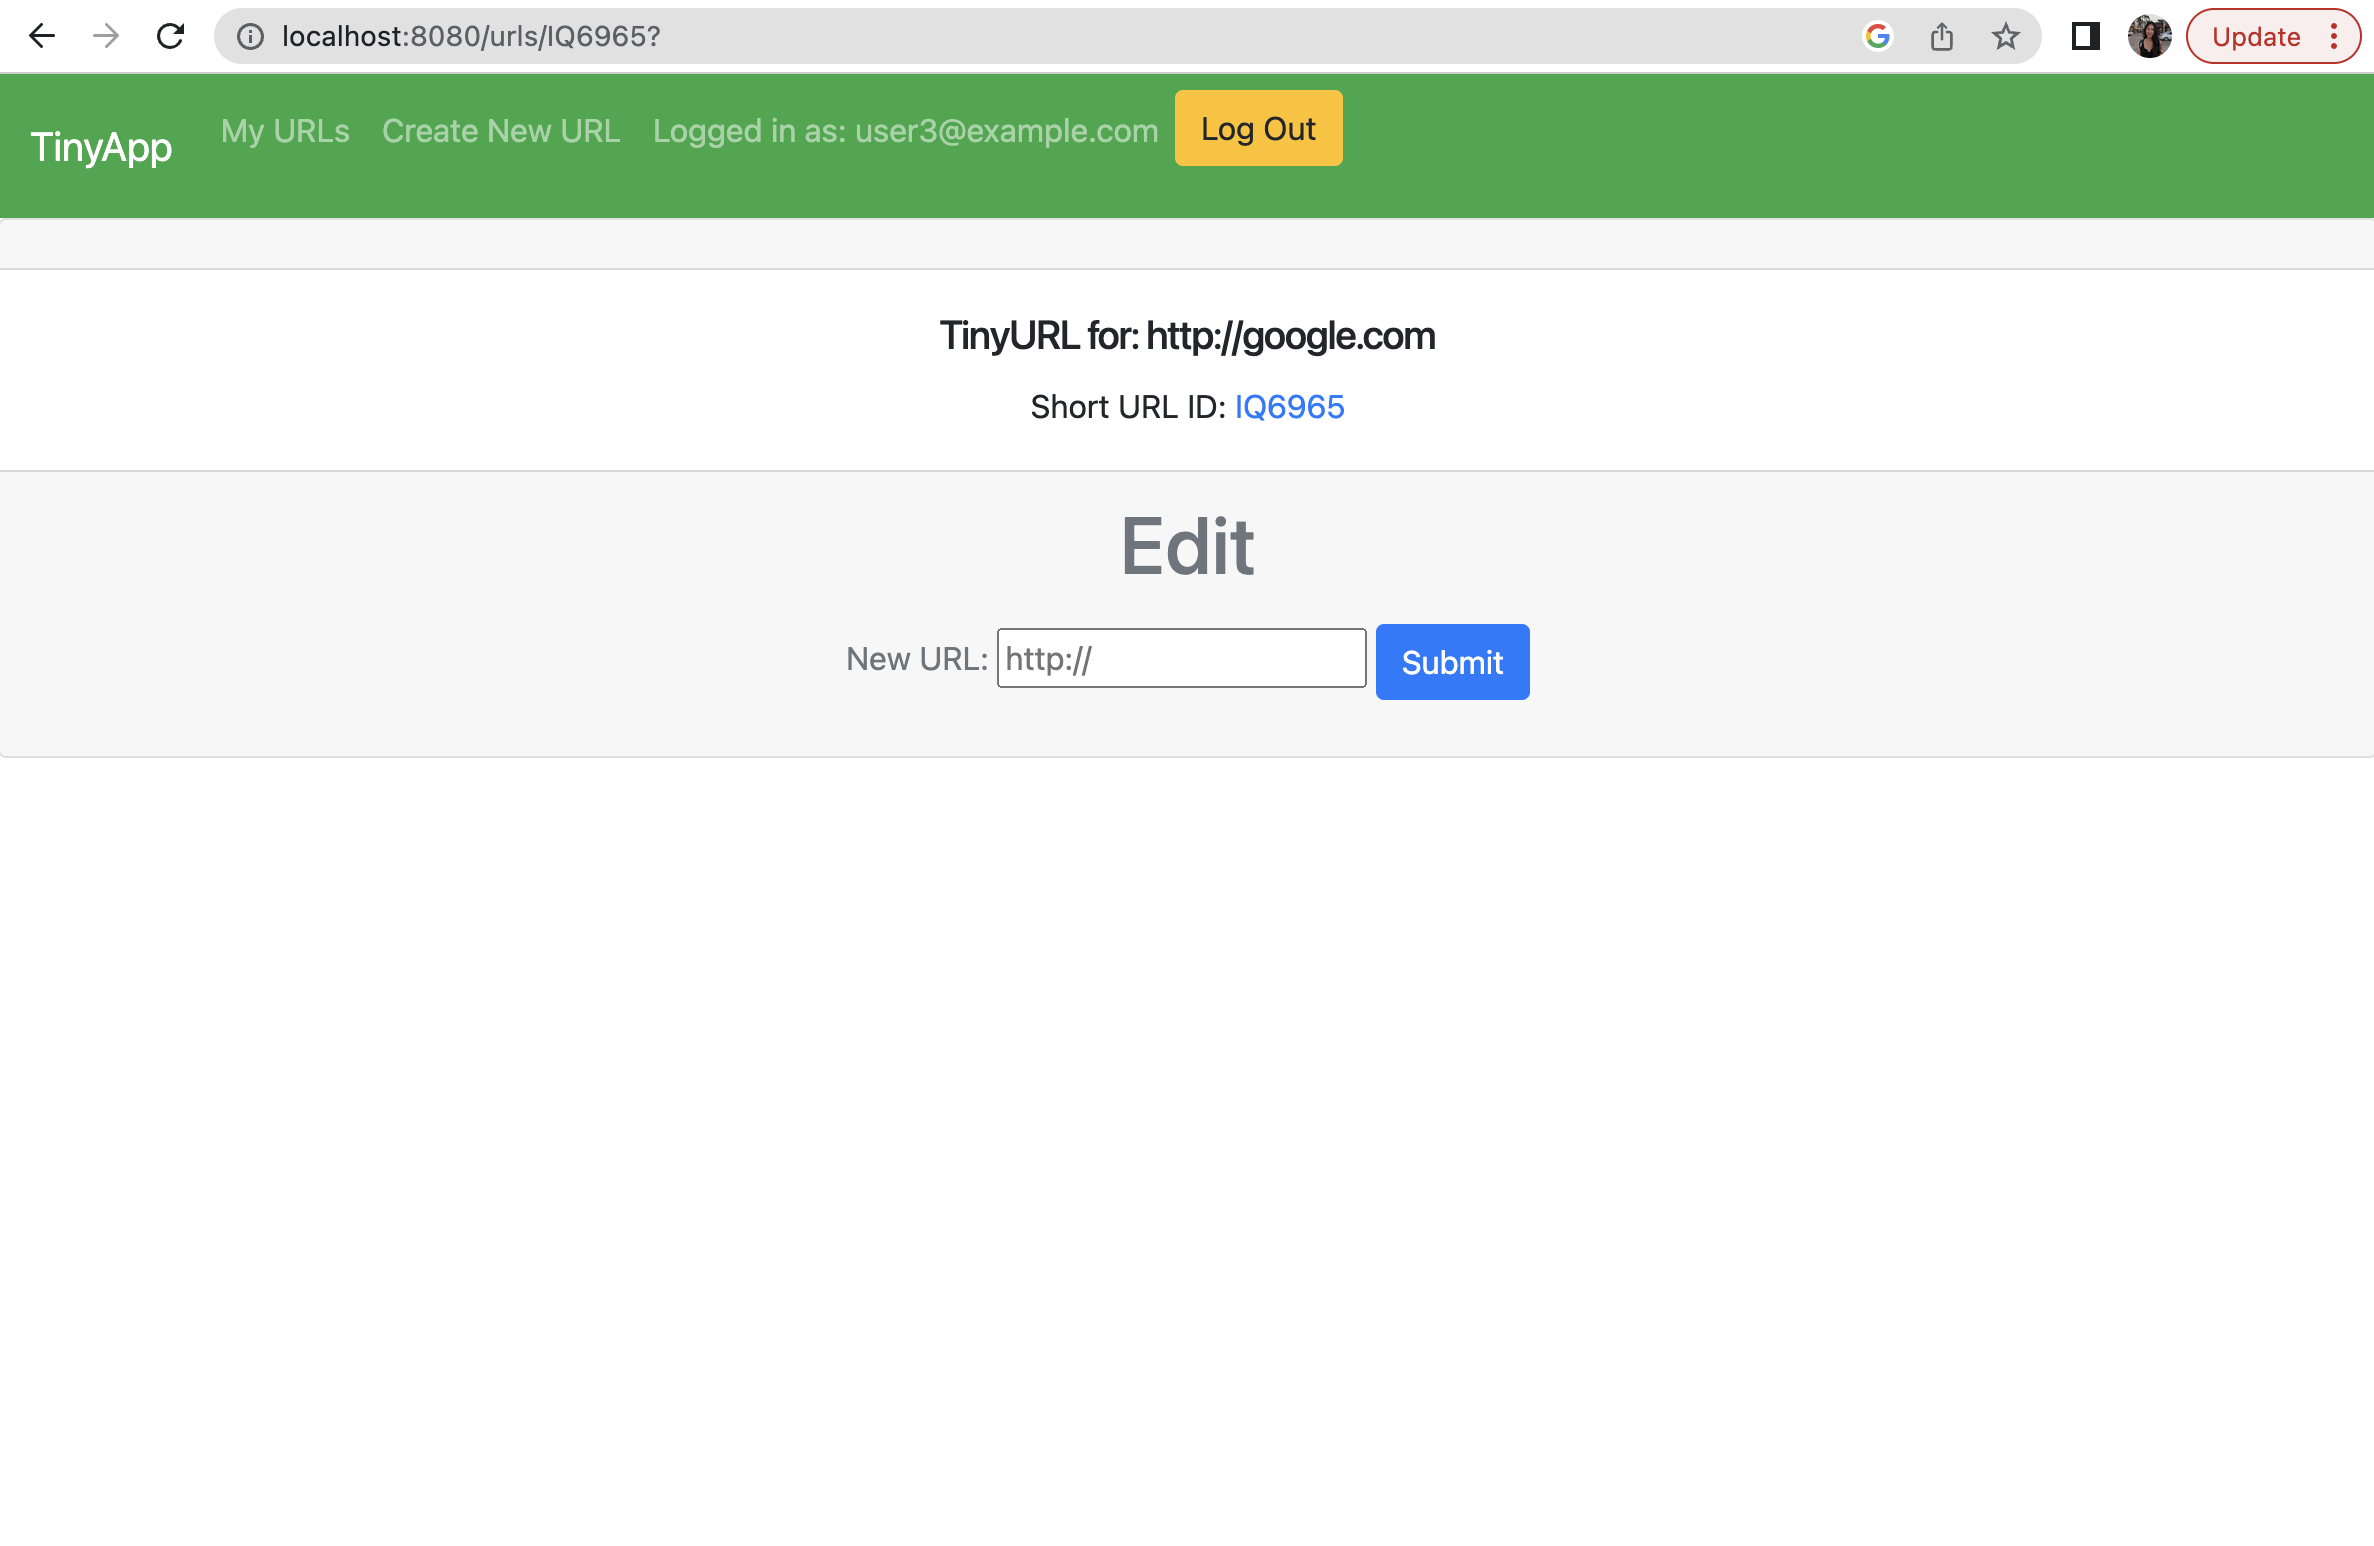 localhost:8080/urls/IQ6965?
Update
TinyApp
My URLs
Create New URL
Logged in as: user3@example.com
Log Out
TinyURL for: http://google.com
Short URL ID: IQ6965
Edit
New URL: http://
Submit